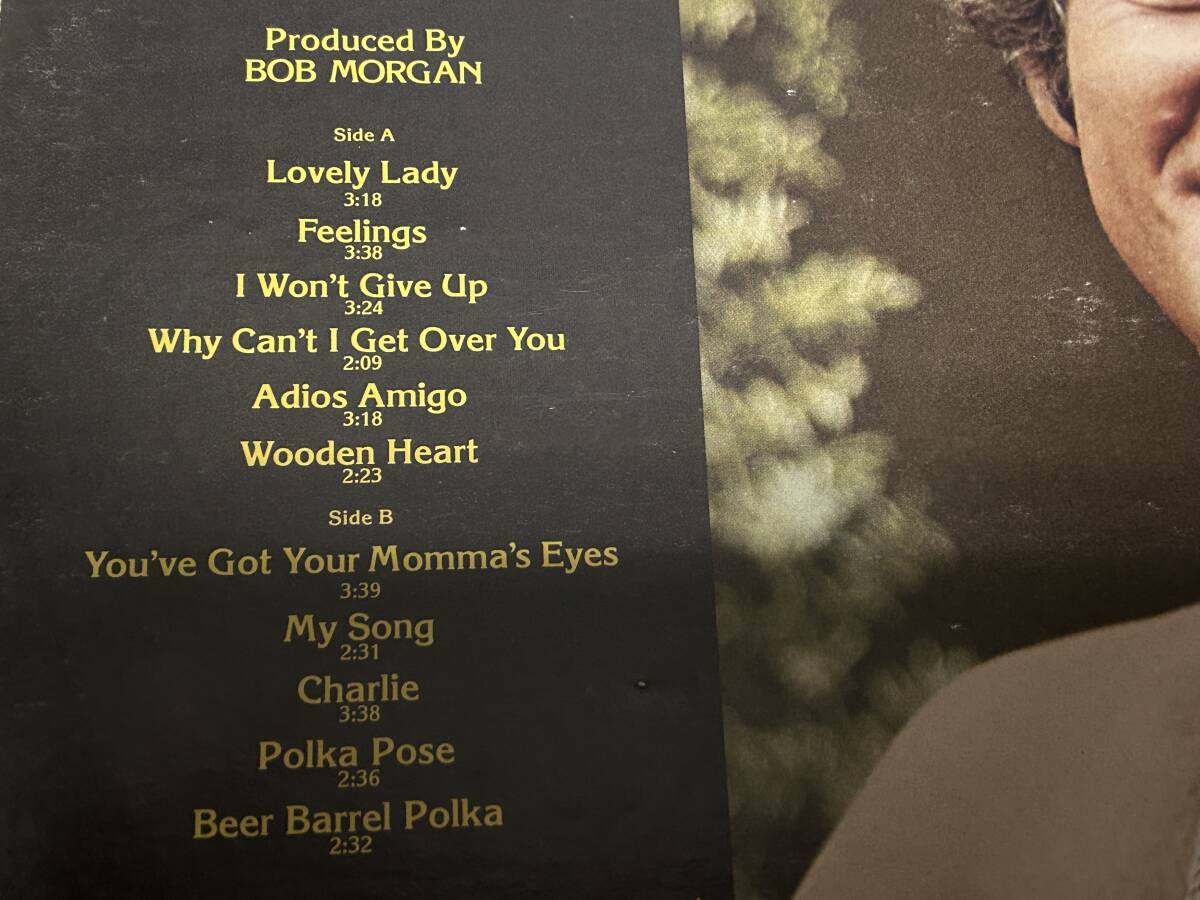 Produced By
BOB MORGAN
Side A
Lovely Lady
3:18
Feelings
3:38
I Won't Give Up
3:24
Why Can't I Get Over You
2:09
Adios Amigo
3:18
Wooden Heart
2:23
Side B
You've Got Your Momma's Eyes
3:39
My Song
2:31
Charlie
3:38
Polka Pose
2:36
Beer Barrel Polka
2:32